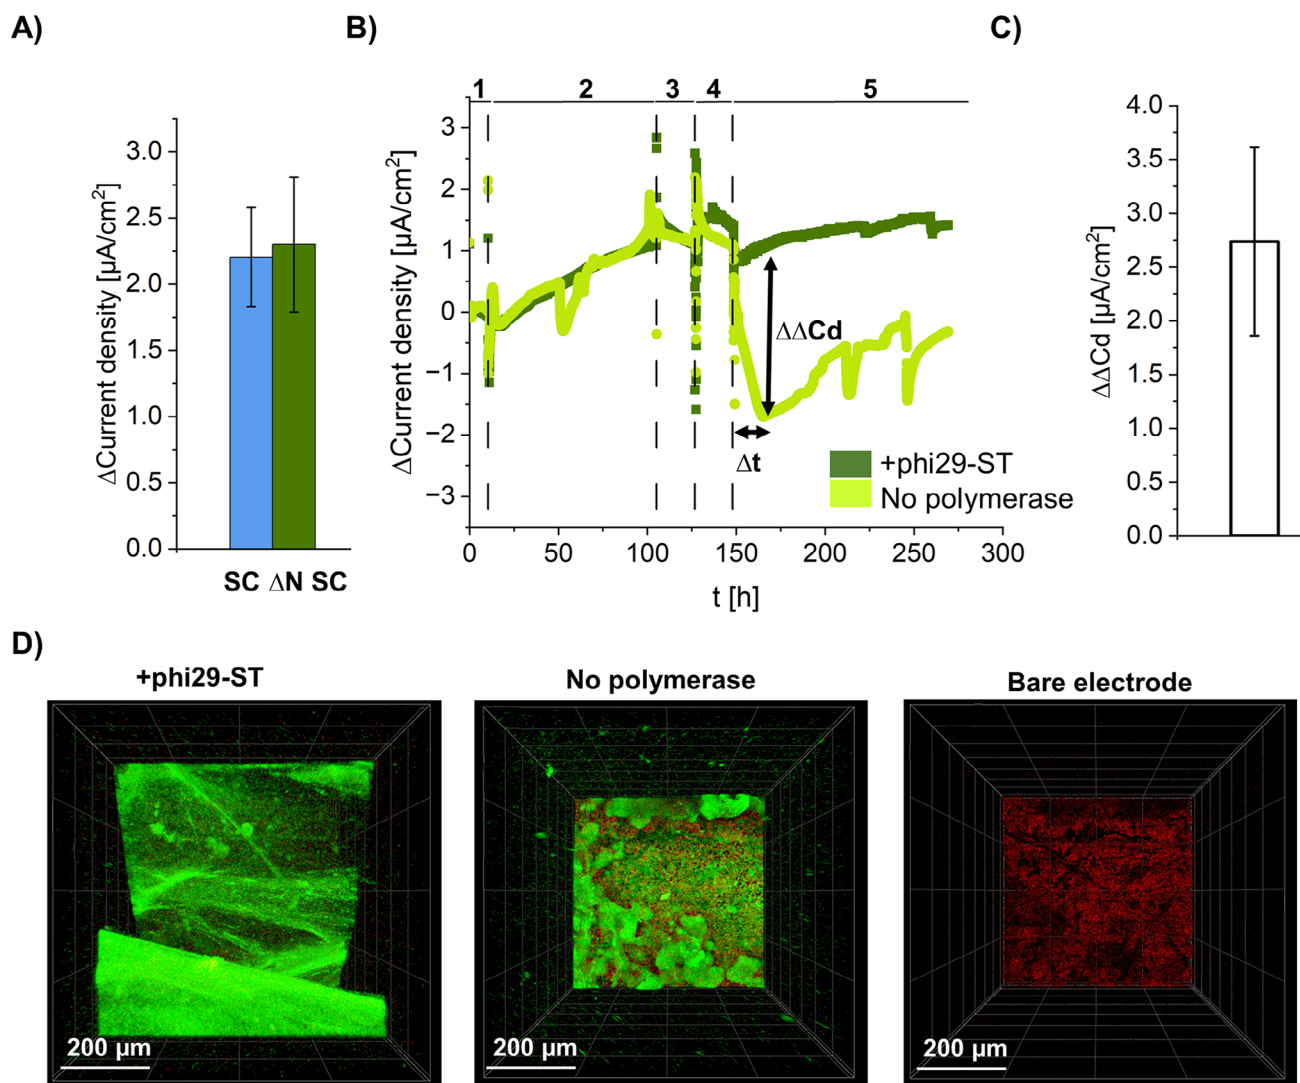 A)
ΔCurrent density [µA/cm²]
3.0
2.5
2.0
1.5
1.0
0.5
0.0
SC ΔN SC
B)
1 2 3 4 5
ΔCurrent density [µA/cm²]
3
2
1
0
−1
−2
−3
ΔΔCd
Δt
+phi29-ST
No polymerase
0 50 100 150 200 250 300
t [h]
C)
ΔΔCd [µA/cm²]
4.0
3.5
3.0
2.5
2.0
1.5
1.0
0.5
0.0
D)
+phi29-ST
No polymerase
Bare electrode
200 µm
200 µm
200 µm